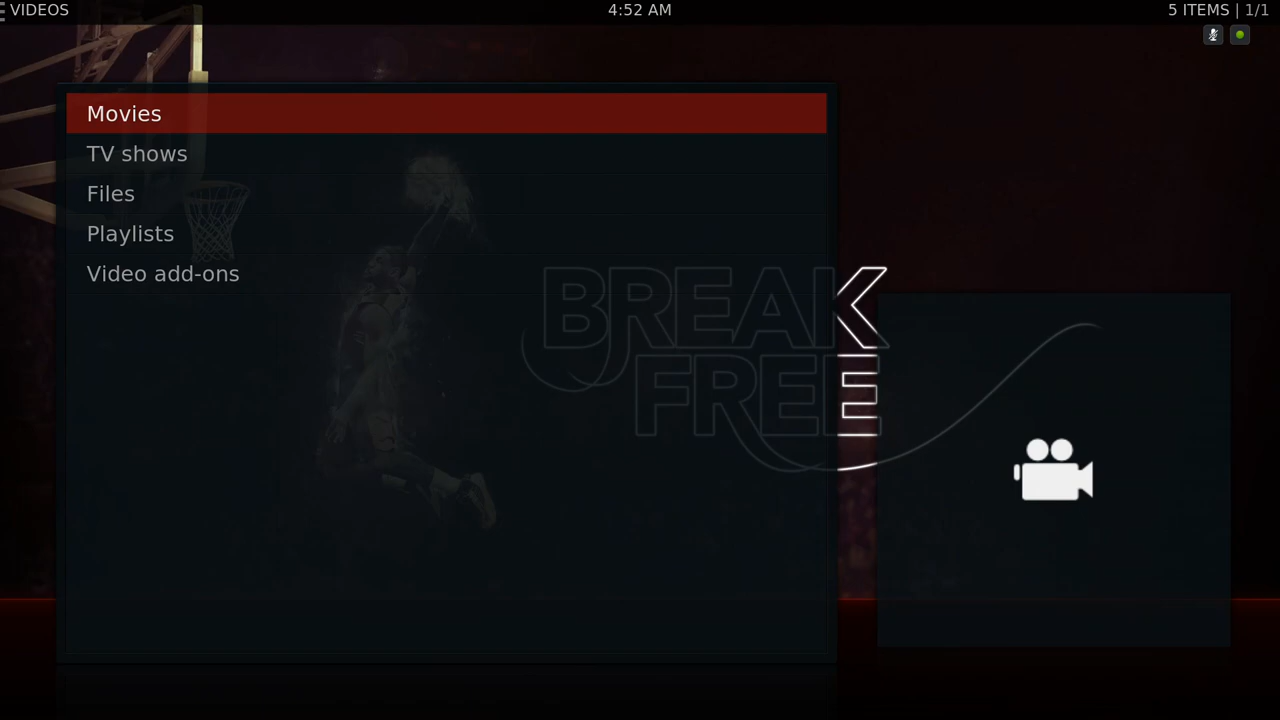 VIDEOS
4:52 AM
5 ITEMS | 1/1
Movies
TV shows
Files
Playlists
Video add-ons
BREAK
FREE